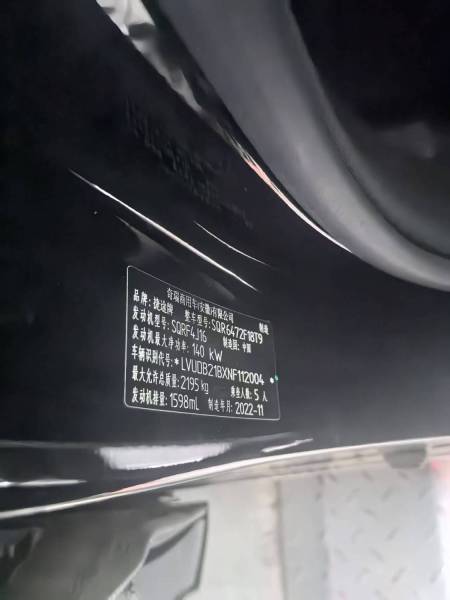 奇瑞商用车(安徽)有限公司 制造
品牌: 捷途牌 整车型号: SQR6472F18T9
发动机型号: SQRF4J16 制造国: 中国
发动机最大净功率: 140 kW
车辆识别代号: *LVUDB21BXNF112004*
最大允许总质量: 2195 kg 乘坐人数: 5 人
发动机排量: 1598mL 制造年月: 2022-11